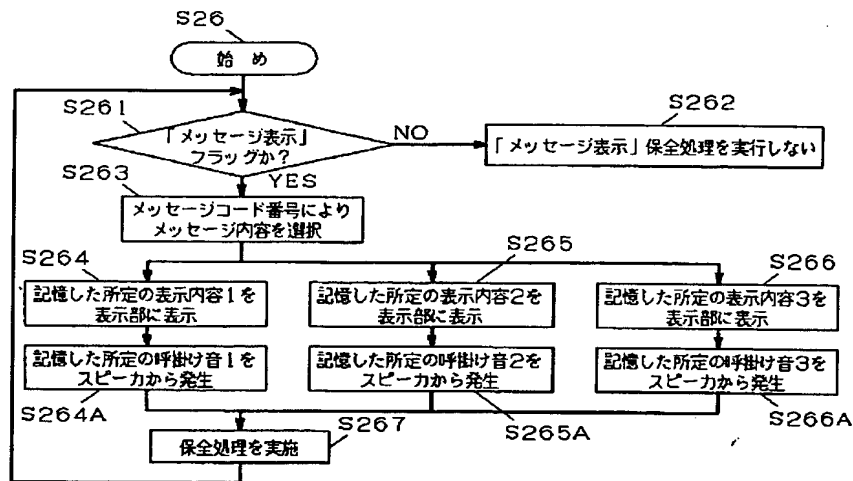 S26
始め
S261
「メッセージ表示」
フラッグか?
NO
S262
「メッセージ表示」保全処理を実行しない
YES
S263
メッセージコード番号により
メッセージ内容を選択
S264
記憶した所定の表示内容1を
表示部に表示
S265
記憶した所定の表示内容2を
表示部に表示
S266
記憶した所定の表示内容3を
表示部に表示
記憶した所定の呼掛け音1を
スピーカから発生
S264A
記憶した所定の呼掛け音2を
スピーカから発生
S265A
記憶した所定の呼掛け音3を
スピーカから発生
S266A
S267
保全処理を実施